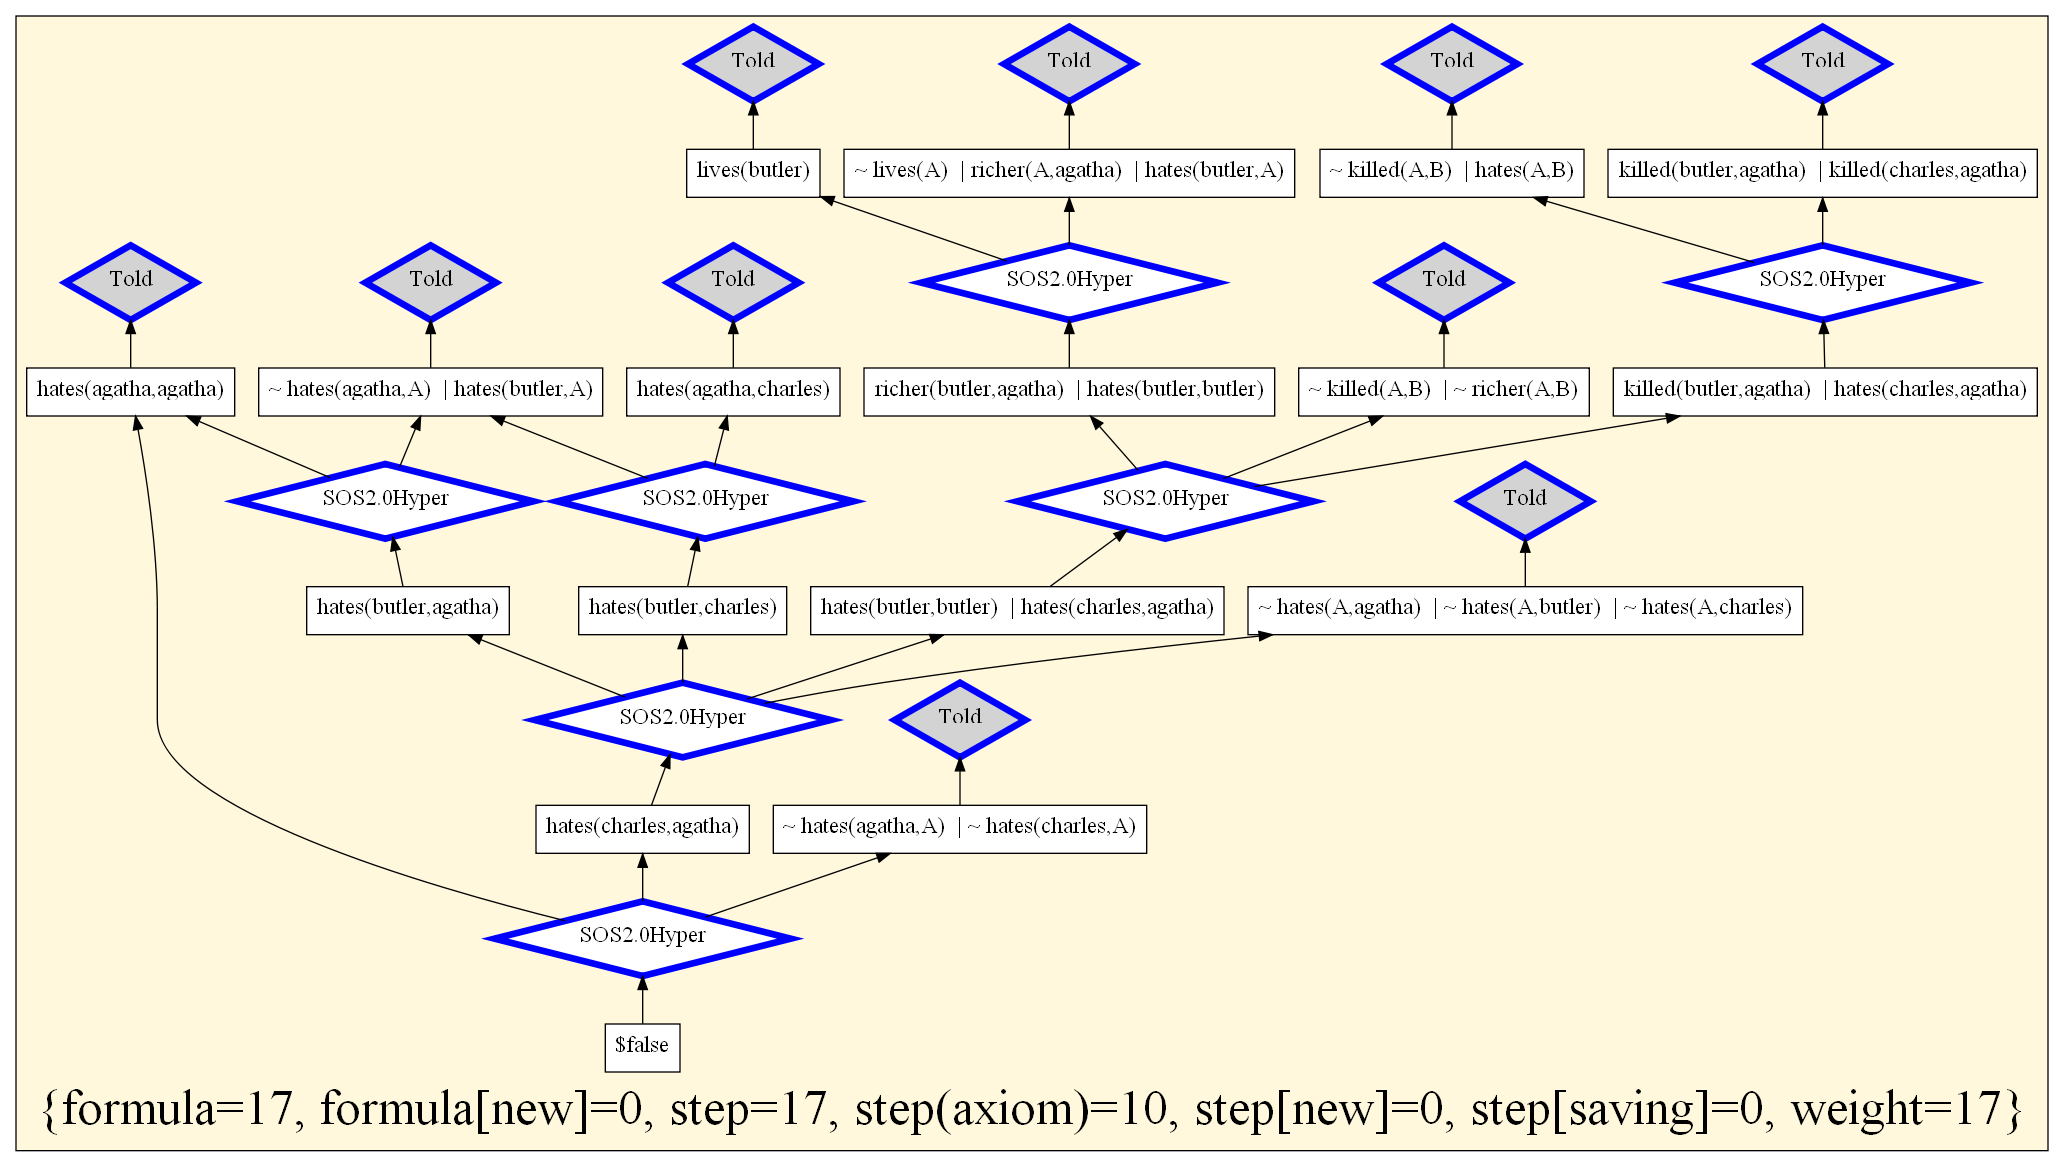 Told
Told
Told
Told
lives(butler)
~ lives(A) | richer(A,agatha) | hates(butler,A)
~ killed(A,B) | hates(A,B)
killed(butler,agatha) | killed(charles,agatha)
Told
Told
Told
SOS2.0Hyper
Told
SOS2.0Hyper
hates(agatha,agatha)
~ hates(agatha,A) | hates(butler,A)
hates(agatha,charles)
richer(butler,agatha) | hates(butler,butler)
~ killed(A,B) | ~ richer(A,B)
killed(butler,agatha) | hates(charles,agatha)
SOS2.0Hyper
SOS2.0Hyper
SOS2.0Hyper
Told
hates(butler,agatha)
hates(butler,charles)
hates(butler,butler) | hates(charles,agatha)
~ hates(A,agatha) | ~ hates(A,butler) | ~ hates(A,charles)
SOS2.0Hyper
Told
hates(charles,agatha)
~ hates(agatha,A) | ~ hates(charles,A)
SOS2.0Hyper
$false
{formula=17, formula[new]=0, step=17, step(axiom)=10, step[new]=0, step[saving]=0, weight=17}